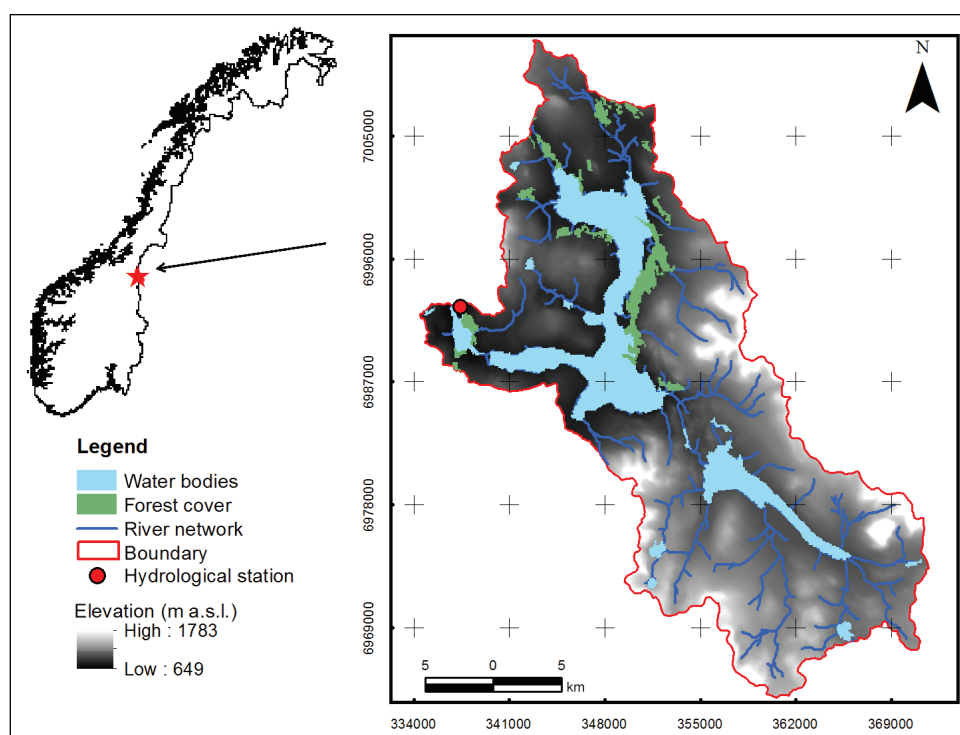 N
7005000
6996000
6987000
6978000
6969000
Legend
Water bodies
Forest cover
River network
Boundary
Hydrological station
Elevation (m a.s.l.)
High : 1783
Low : 649
5 0 5
km
334000 341000 348000 355000 362000 369000